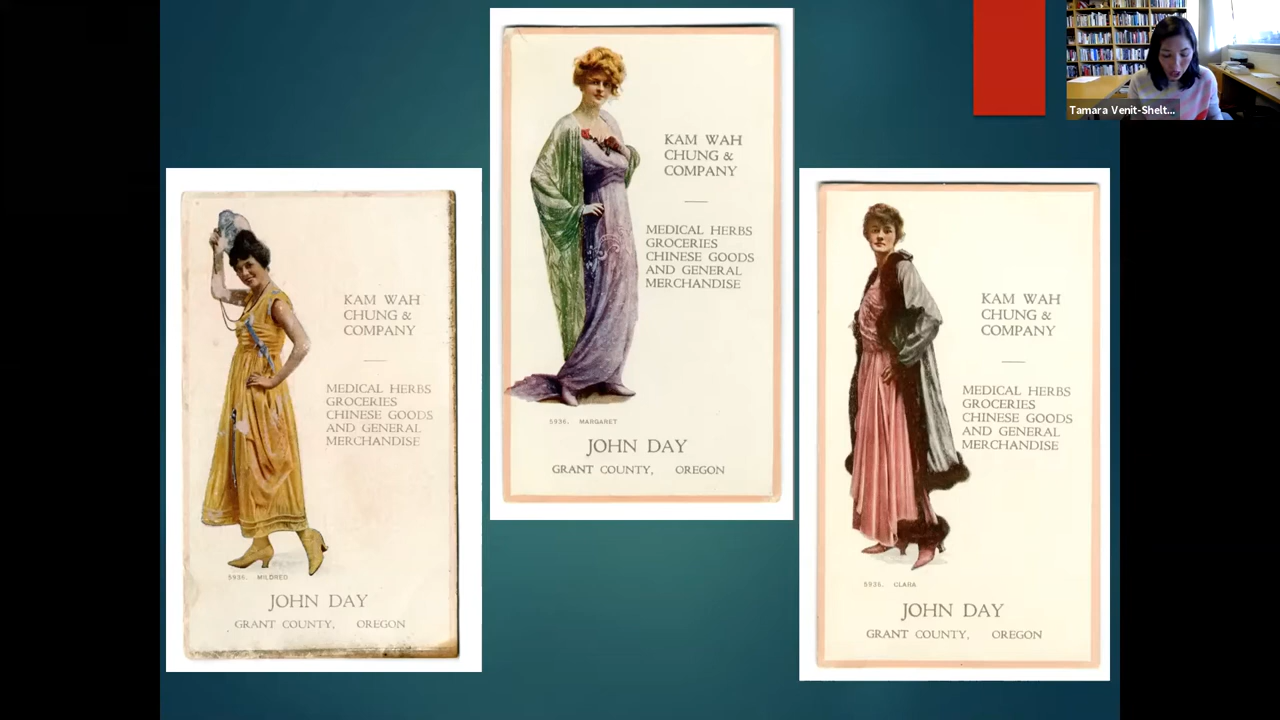 Tamara Venit-Shelt...
KAM WAH
CHUNG &
COMPANY
MEDICAL HERBS
GROCERIES
CHINESE GOODS
AND GENERAL
MERCHANDISE
5936. MILDRED
JOHN DAY
GRANT COUNTY, OREGON
KAM WAH
CHUNG &
COMPANY
MEDICAL HERBS
GROCERIES
CHINESE GOODS
AND GENERAL
MERCHANDISE
5936. MARGARET
JOHN DAY
GRANT COUNTY, OREGON
KAM WAH
CHUNG &
COMPANY
MEDICAL HERBS
GROCERIES
CHINESE GOODS
AND GENERAL
MERCHANDISE
5936. CLARA
JOHN DAY
GRANT COUNTY, OREGON